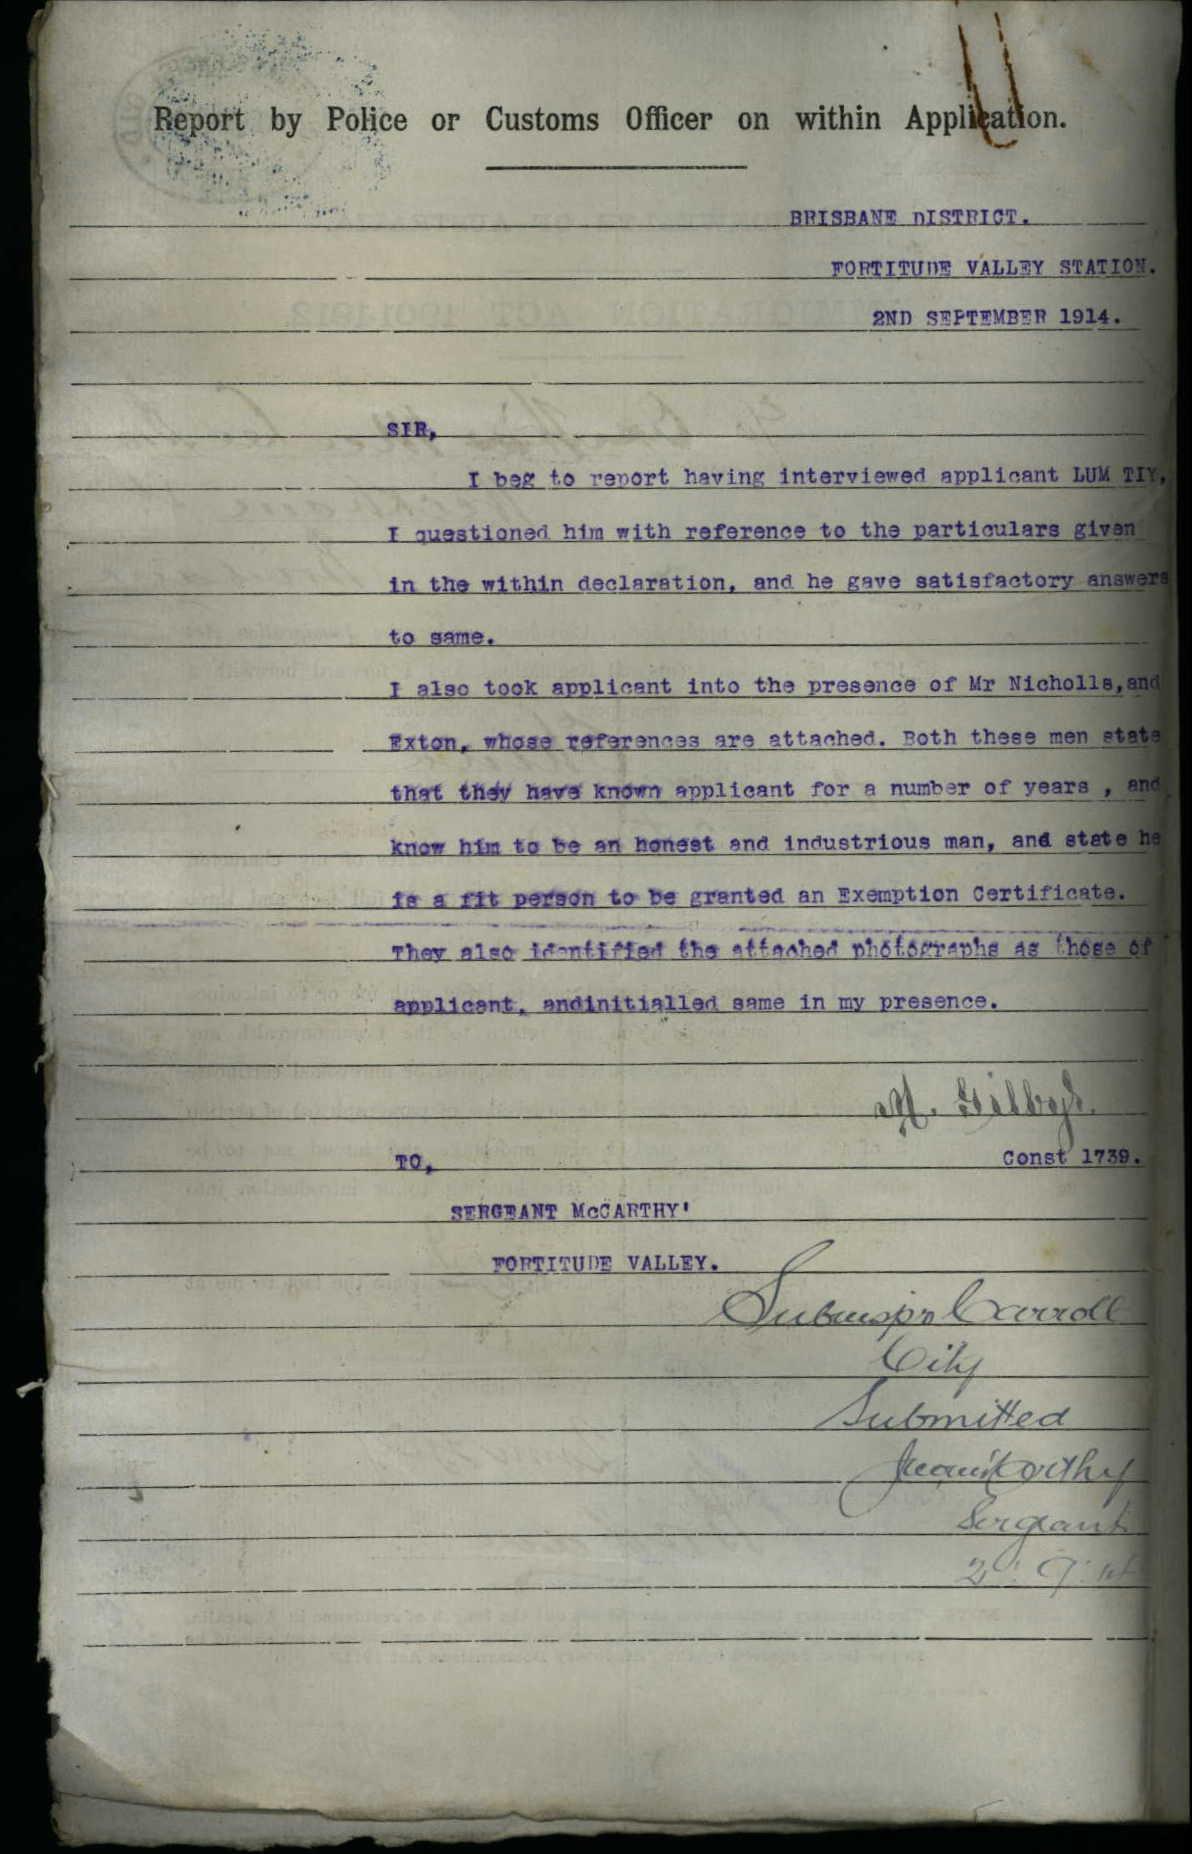 Report by Police or Customs Officer on within Application.
BRISBANE DISTRICT.
FORTITUDE VALLEY STATION.
2ND SEPTEMBER 1914.
SIR,
I beg to report having interviewed applicant LUM TIY,
I questioned him with reference to the particulars given
in the within declaration, and he gave satisfactory answers
to same.
I also took applicant into the presence of Mr Nicholls,and
Exton, whose references are attached. Both these men state
that they have known applicant for a number of years , and
know him to be an honest and industrious man, and state he
is a fit person to be granted an Exemption Certificate.
They also identified the attached photographs as those of
applicant, andinitialled same in my presence.
Const 1739.
TO,
SERGEANT McCARTHY'
FORTITUDE VALLEY.
Subinspr Carroll
City
Submitted
Sergeant
2. 9. 14